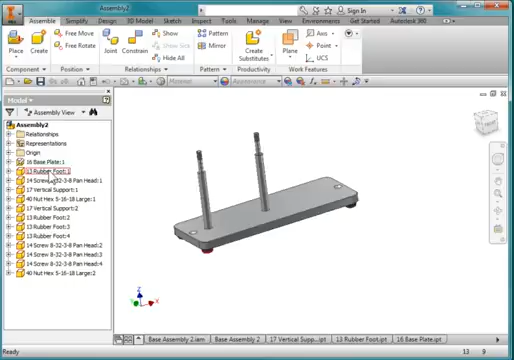 Assembly2
Sign In
Assemble Simplify Design 3D Model Sketch Inspect Tools Manage View Environments Get Started Autodesk 360
Place Create
Free Move
Free Rotate
Joint Constrain
Show
Show Sick
Hide All
Pattern
Mirror
Create Substitutes
Axis
Point
UCS
Component Position Relationships Pattern Productivity Work Features
Material
Appearance
Model
Assembly View
Assembly2
Relationships
Representations
Origin
16 Base Plate:1
13 Rubber Foot:1
14 Screw 8-32-3-8 Pan Head:1
17 Vertical Support:1
40 Nut Hex 5-16-18 Large:1
17 Vertical Support:2
13 Rubber Foot:2
13 Rubber Foot:3
13 Rubber Foot:4
14 Screw 8-32-3-8 Pan Head:2
14 Screw 8-32-3-8 Pan Head:3
14 Screw 8-32-3-8 Pan Head:4
40 Nut Hex 5-16-18 Large:2
Z
Y
X
Base Assembly 2.iam Base Assembly 2 17 Vertical Supp...ipt 13 Rubber Foot.ipt 16 Base Plate.ipt
Ready 13 9